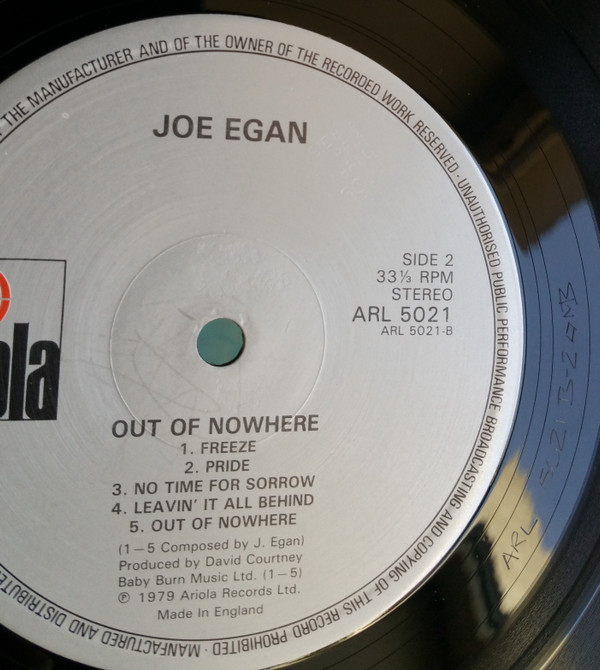 THE MANUFACTURER AND OF THE OWNER OF THE RECORDED WORK RESERVED · UNAUTHORISED PUBLIC PERFORMANCE BROADCASTING AND COPYING OF THIS RECORD PROHIBITED · MANUFACTURED AND DISTRIBUTED
JOE EGAN
ola
SIDE 2
33⅓ RPM
STEREO
ARL 5021
ARL 5021-B
OUT OF NOWHERE
1. FREEZE
2. PRIDE
3. NO TIME FOR SORROW
4. LEAVIN' IT ALL BEHIND
5. OUT OF NOWHERE
(1—5 Composed by J. Egan)
Produced by David Courtney
Baby Burn Music Ltd. (1—5)
℗ 1979 Ariola Records Ltd.
Made in England
ARL